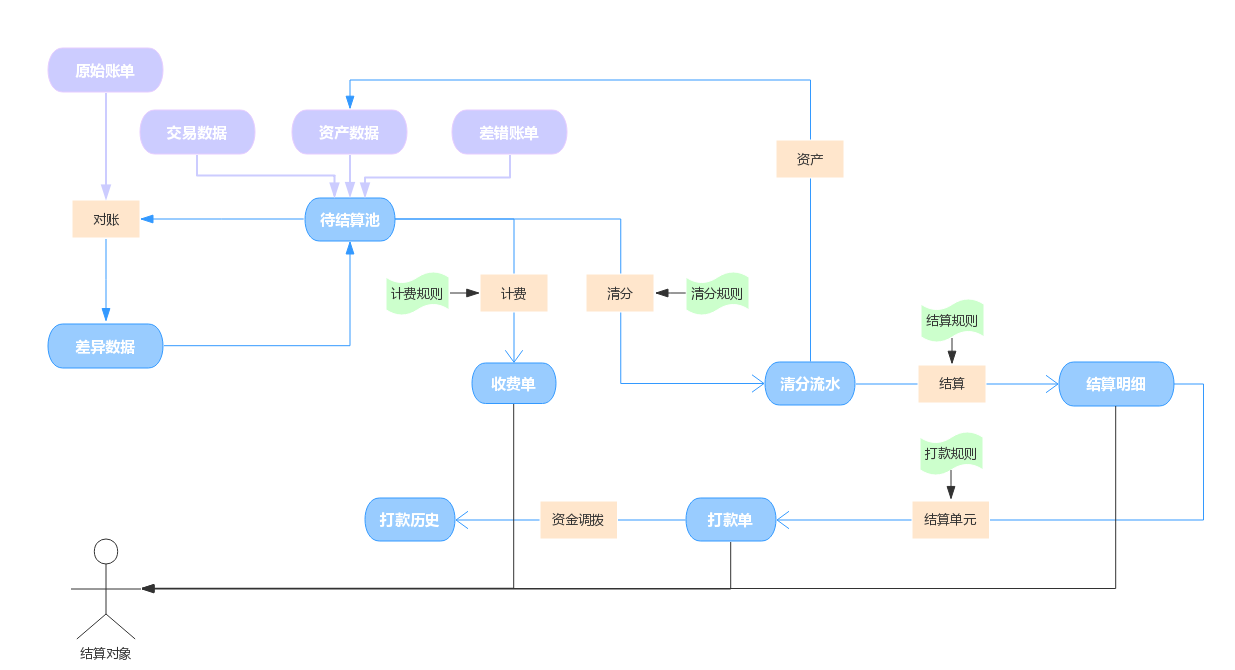 原始账单
交易数据
资产数据
差错账单
资产
对账
待结算池
计费规则
计费
清分
清分规则
结算规则
差异数据
收费单
清分流水
结算
结算明细
打款规则
打款历史
资金调拨
打款单
结算单元
结算对象